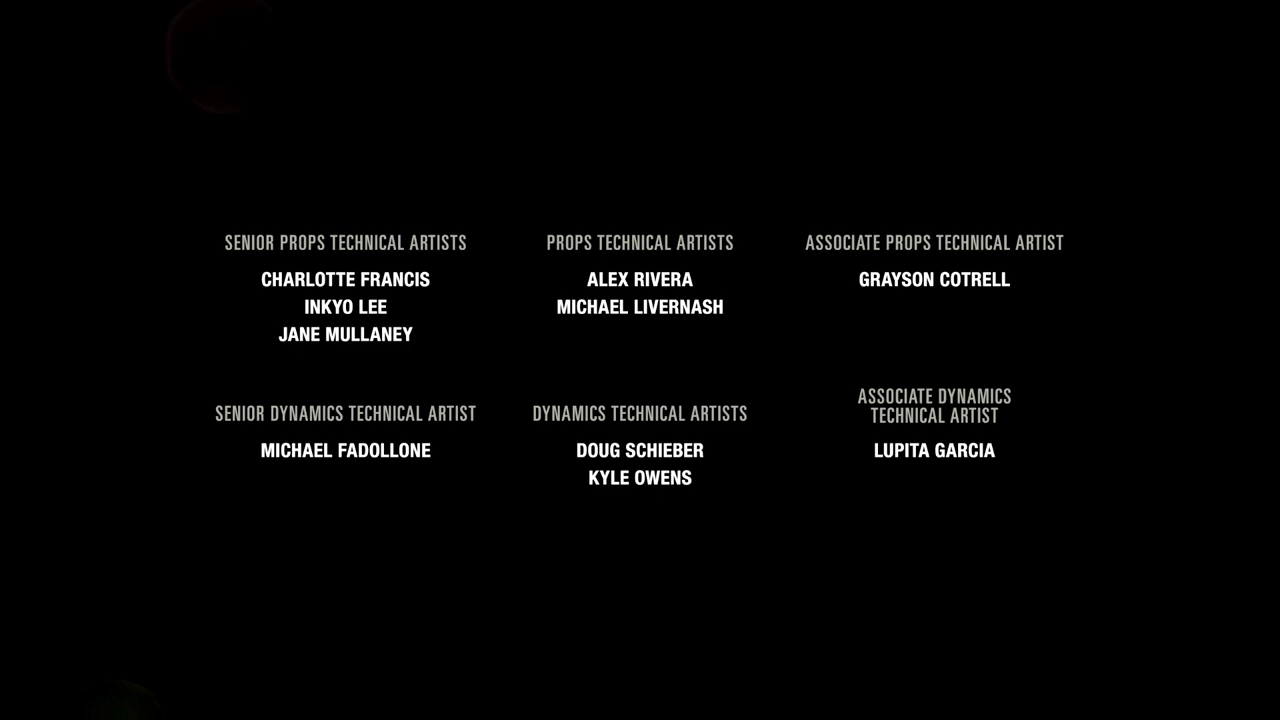 SENIOR PROPS TECHNICAL ARTISTS
CHARLOTTE FRANCIS
INKYO LEE
JANE MULLANEY
PROPS TECHNICAL ARTISTS
ALEX RIVERA
MICHAEL LIVERNASH
ASSOCIATE PROPS TECHNICAL ARTIST
GRAYSON COTRELL
SENIOR DYNAMICS TECHNICAL ARTIST
MICHAEL FADOLLONE
DYNAMICS TECHNICAL ARTISTS
DOUG SCHIEBER
KYLE OWENS
ASSOCIATE DYNAMICS
TECHNICAL ARTIST
LUPITA GARCIA